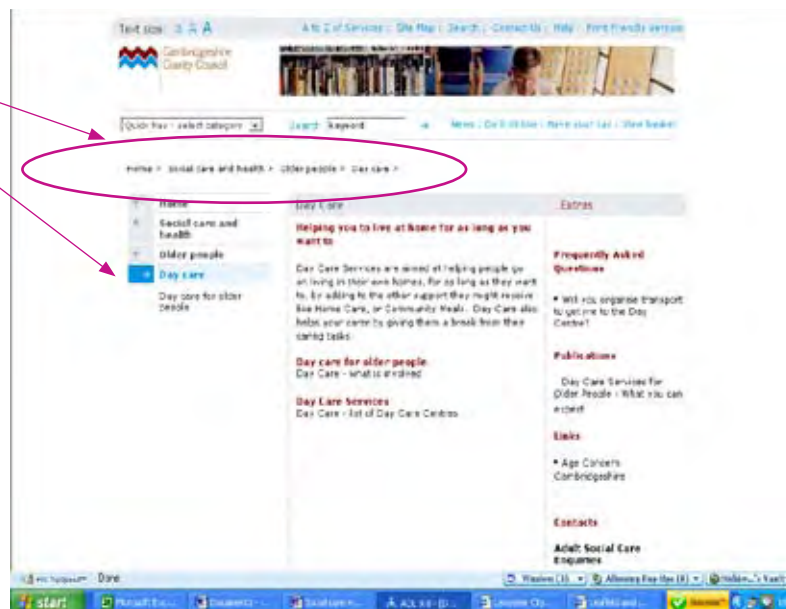 Text size A A A
A to Z of Services : Site Map : Search : Contact Us : Help : Print friendly version
Cambridgeshire
County Council
Quick nav - select category
Search keyword
News : Do it online : Have your say : View basket
Home > Social care and health > Older people > Day care >
Home
Social care and
health
Older people
Day care
Day care for older
people
Day Care
Helping you to live at home for as long as you
want to
Day Care Services are aimed at helping people go
on living in their own homes, for as long as they want
to, by adding to the other support they might receive
like Home Care, or Community Meals. Day Care also
helps your carer by giving them a break from their
caring tasks.
Day care for older people
Day Care - what is involved
Day Care Services
Day Care - list of Day Care Centres
Extras
Frequently Asked
Questions
• Will you organise transport
to get me to the Day
Centre?
Publications
Day Care Services for
Older People - What you can
expect
Links
• Age Concern
Cambridgeshire
Contacts
Adult Social Care
Enquiries
Done
start